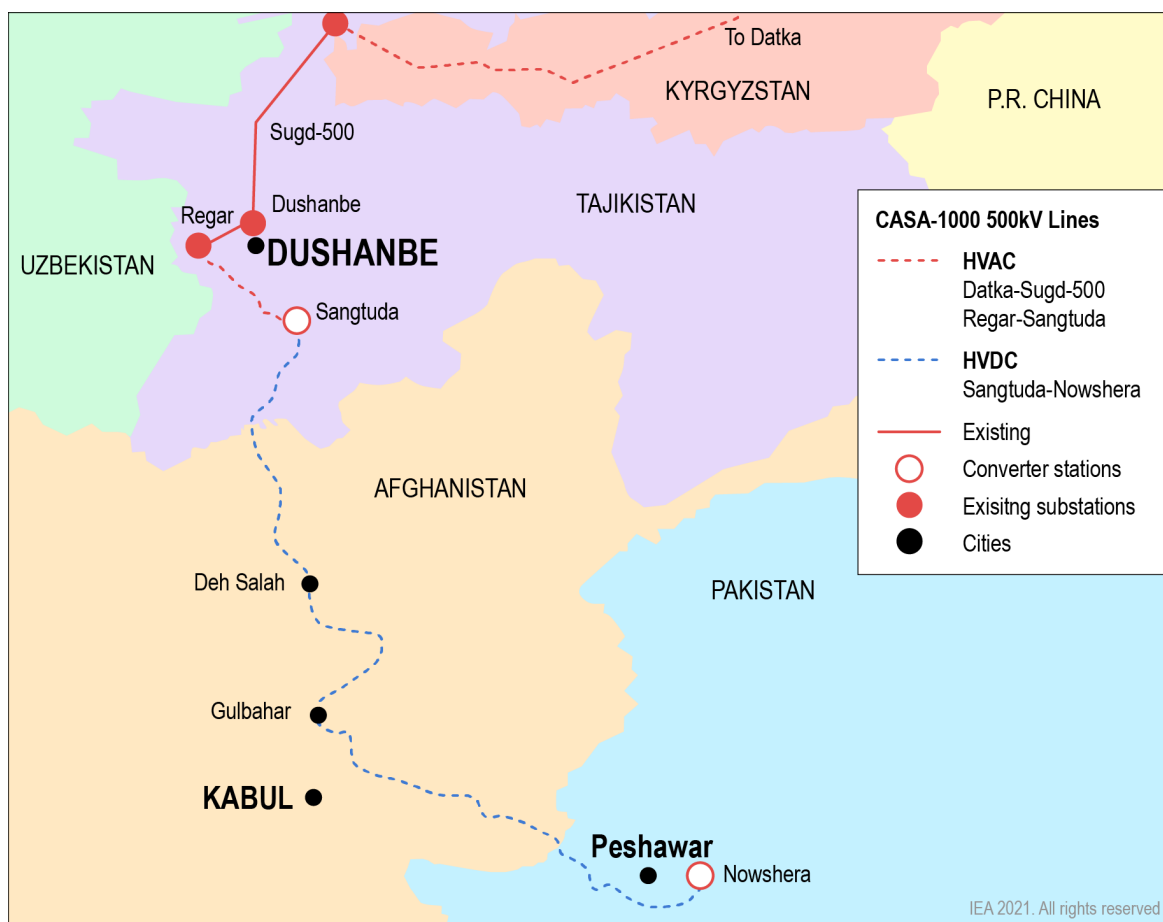 To Datka
KYRGYZSTAN
P.R. CHINA
Sugd-500
TAJIKISTAN
Dushanbe
Regar
DUSHANBE
UZBEKISTAN
Sangtuda
CASA-1000 500kV Lines
HVAC
Datka-Sugd-500
Regar-Sangtuda
HVDC
Sangtuda-Nowshera
Existing
Converter stations
Exisitng substations
Cities
AFGHANISTAN
Deh Salah
PAKISTAN
Gulbahar
KABUL
Peshawar
Nowshera
IEA 2021. All rights reserved